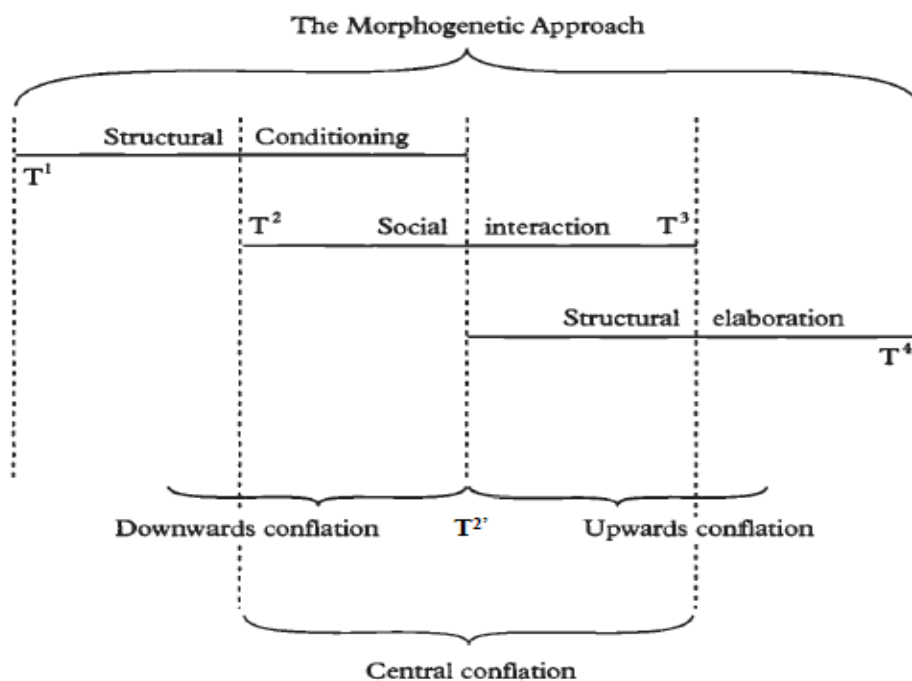 The Morphogenetic Approach
Structural Conditioning
T¹
T² Social interaction T³
Structural elaboration
T⁴
Downwards conflation T²’ Upwards conflation
Central conflation